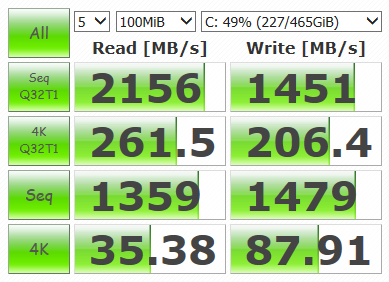 All 5 100MiB C: 49% (227/465GiB)
Read [MB/s] Write [MB/s]
Seq
Q32T1 2156 1451
4K
Q32T1 261.5 206.4
Seq 1359 1479
4K 35.38 87.91